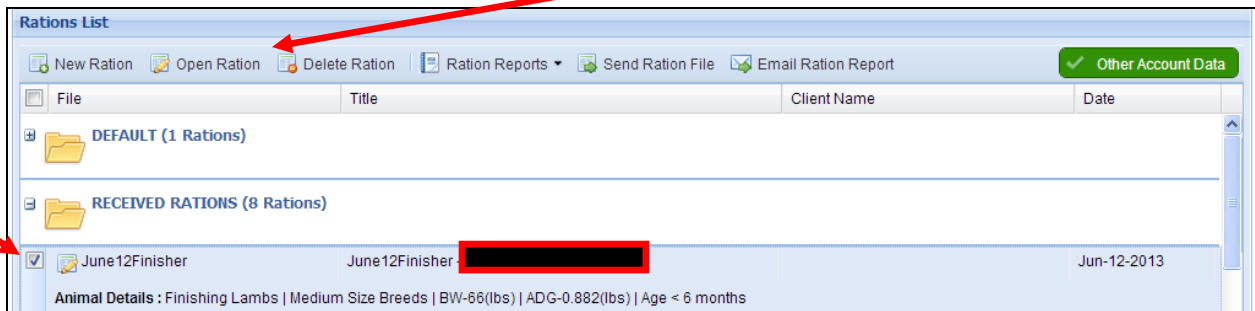 Rations List
New Ration Open Ration Delete Ration Ration Reports Send Ration File Email Ration Report Other Account Data
File Title Client Name Date
DEFAULT (1 Rations)
RECEIVED RATIONS (8 Rations)
June12Finisher June12Finisher - Jun-12-2013
Animal Details : Finishing Lambs | Medium Size Breeds | BW-66(lbs) | ADG-0.882(lbs) | Age < 6 months